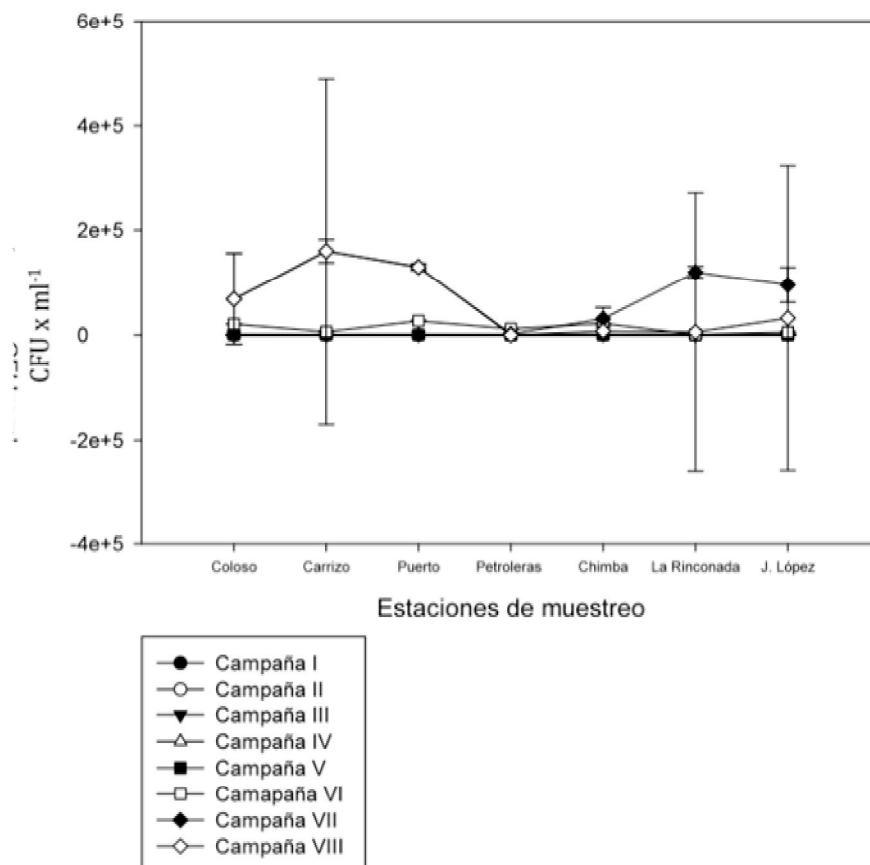 6e+5
4e+5
2e+5
0
-2e+5
-4e+5
CFU x ml⁻¹
Coloso Carrizo Puerto Petroleras Chimba La Rinconada J. López
Estaciones de muestreo
Campaña I
Campaña II
Campaña III
Campaña IV
Campaña V
Camapaña VI
Campaña VII
Campaña VIII